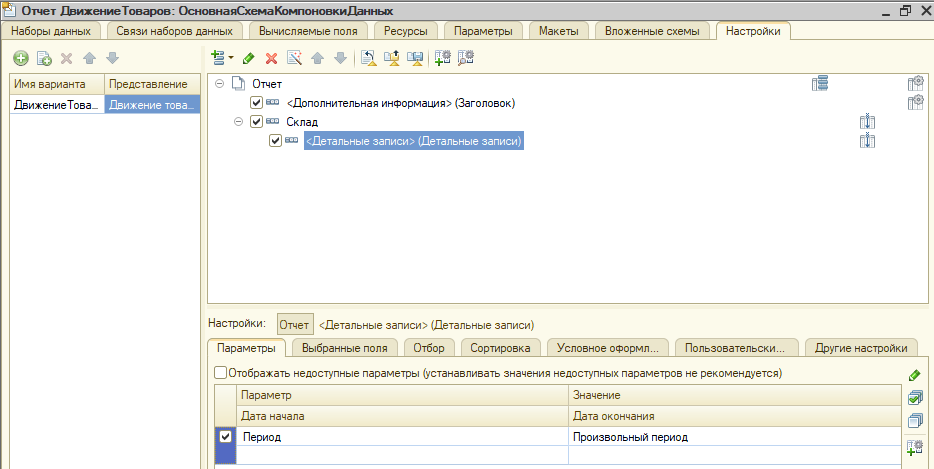 Отчет ДвижениеТоваров: ОсновнаяСхемаКомпоновкиДанных
Наборы данных Связи наборов данных Вычисляемые поля Ресурсы Параметры Макеты Вложенные схемы Настройки
Имя варианта Представление
ДвижениеТова... Движение това...
Отчет
<Дополнительная информация> (Заголовок)
Склад
<Детальные записи> (Детальные записи)
Настройки: Отчет <Детальные записи> (Детальные записи)
Параметры Выбранные поля Отбор Сортировка Условное оформл... Пользовательски... Другие настройки
Отображать недоступные параметры (устанавливать значения недоступных параметров не рекомендуется)
Параметр Значение
Дата начала Дата окончания
Период Произвольный период